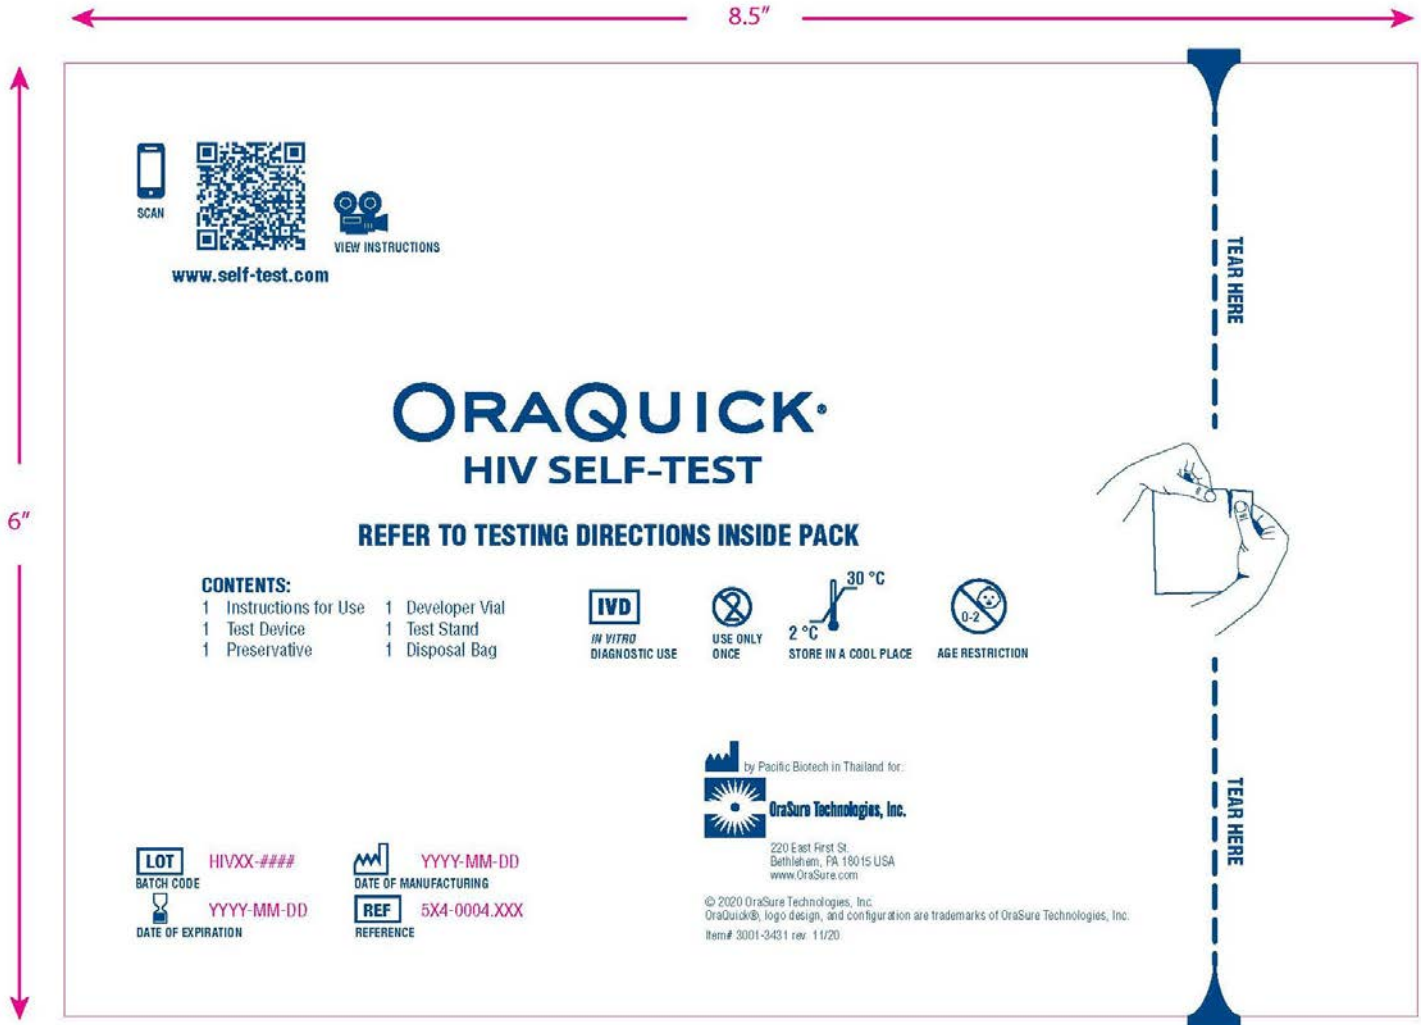 8.5"
6"
SCAN
VIEW INSTRUCTIONS
www.self-test.com
TEAR HERE
ORAQUICK®
HIV SELF-TEST
REFER TO TESTING DIRECTIONS INSIDE PACK
CONTENTS:
1 Instructions for Use 1 Developer Vial
1 Test Device 1 Test Stand
1 Preservative 1 Disposal Bag
IVD
IN VITRO
DIAGNOSTIC USE
2
USE ONLY
ONCE
30 °C
2 °C
STORE IN A COOL PLACE
0-2
AGE RESTRICTION
by Pacific Biotech in Thailand for:
OraSure Technologies, Inc.
220 East First St.
Bethlehem, PA 18015 USA
www.OraSure.com
TEAR HERE
LOT HIVXX-####
BATCH CODE
YYYY-MM-DD
DATE OF MANUFACTURING
YYYY-MM-DD
DATE OF EXPIRATION
REF 5X4-0004.XXX
REFERENCE
© 2020 OraSure Technologies, Inc.
OraQuick®, logo design, and configuration are trademarks of OraSure Technologies, Inc.
Item# 3001-3431 rev 11/20